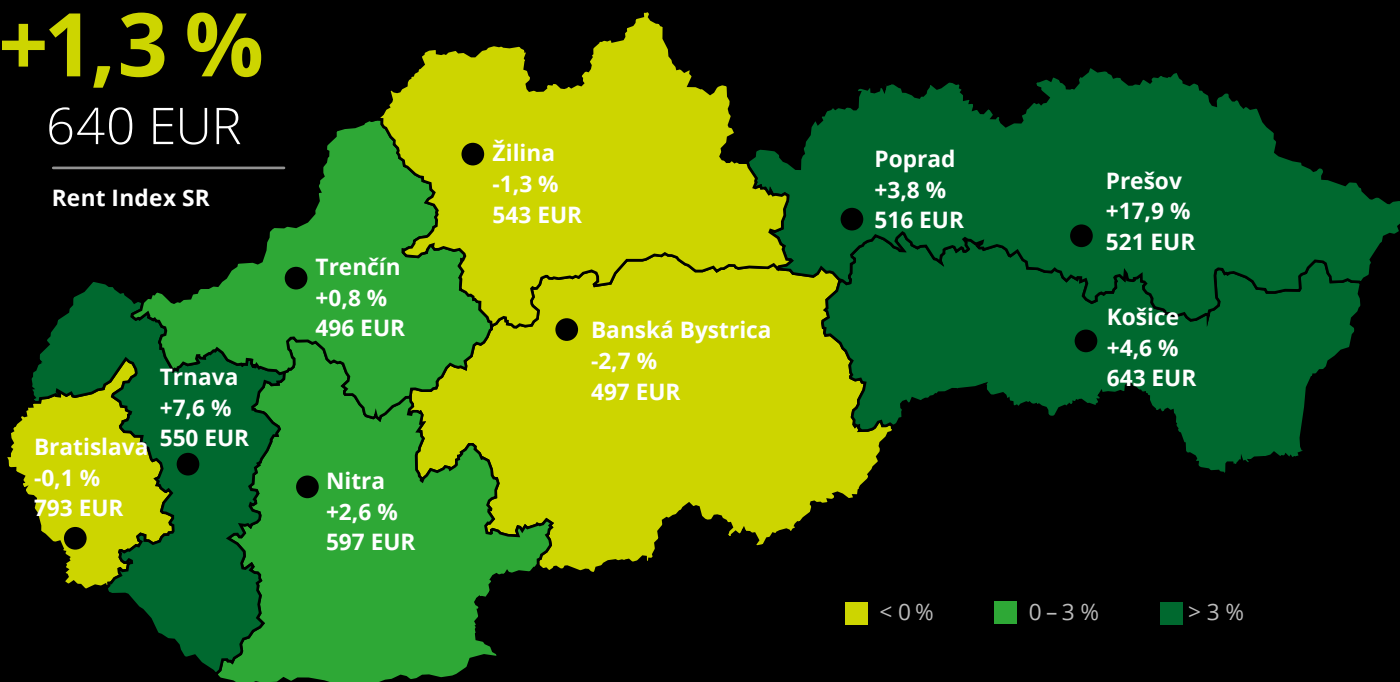 +1,3 %
640 EUR
Rent Index SR
Žilina
-1,3 %
543 EUR
Poprad
+3,8 %
516 EUR
Prešov
+17,9 %
521 EUR
Trenčín
+0,8 %
496 EUR
Banská Bystrica
-2,7 %
497 EUR
Košice
+4,6 %
643 EUR
Trnava
+7,6 %
550 EUR
Bratislava
-0,1 %
793 EUR
Nitra
+2,6 %
597 EUR
< 0 %
0 – 3 %
> 3 %